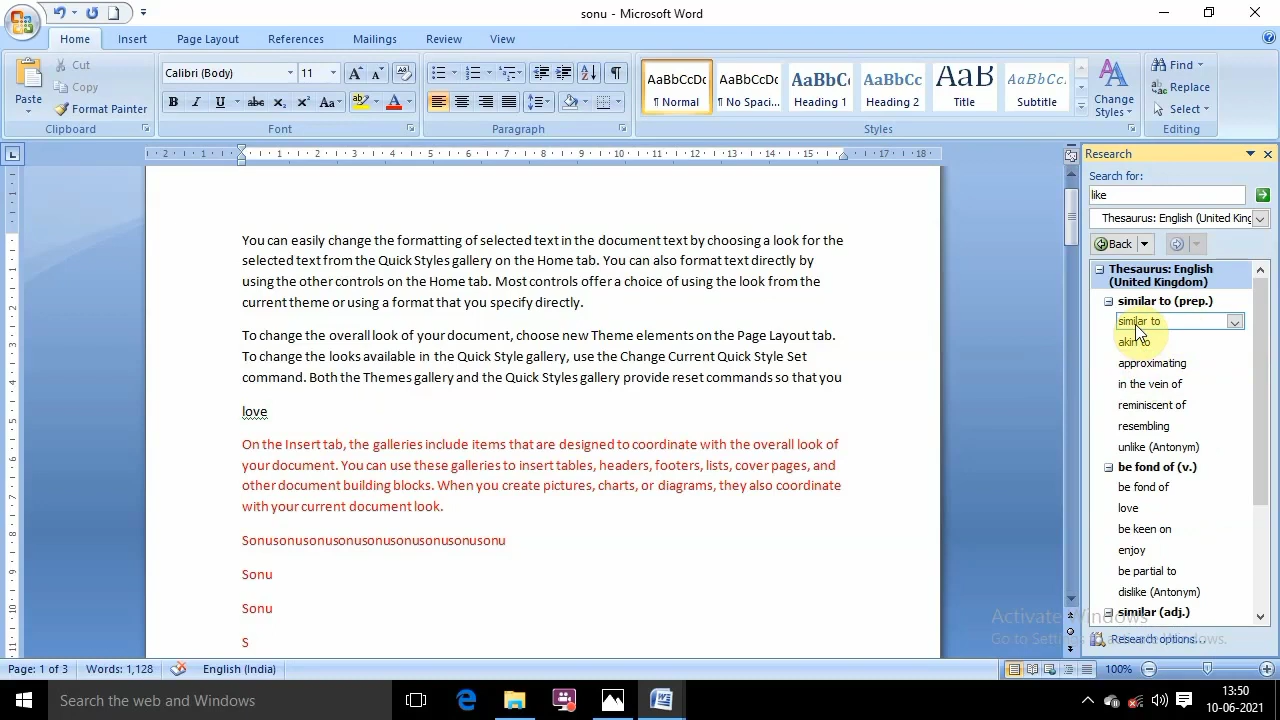 sonu - Microsoft Word
Home Insert Page Layout References Mailings Review View
Paste
Cut
Copy
Format Painter
Clipboard
Calibri (Body) 11
Font
Paragraph
AaBbCcDc AaBbCcDc AaBbC AaBbCc AaB AaBbCc.
¶ Normal ¶ No Spaci... Heading 1 Heading 2 Title Subtitle
Change Styles
Styles
Find
Replace
Select
Editing
You can easily change the formatting of selected text in the document text by choosing a look for the
selected text from the Quick Styles gallery on the Home tab. You can also format text directly by
using the other controls on the Home tab. Most controls offer a choice of using the look from the
current theme or using a format that you specify directly.
To change the overall look of your document, choose new Theme elements on the Page Layout tab.
To change the looks available in the Quick Style gallery, use the Change Current Quick Style Set
command. Both the Themes gallery and the Quick Styles gallery provide reset commands so that you
love
On the Insert tab, the galleries include items that are designed to coordinate with the overall look of
your document. You can use these galleries to insert tables, headers, footers, lists, cover pages, and
other document building blocks. When you create pictures, charts, or diagrams, they also coordinate
with your current document look.
Sonusonusonusonusonusonusonusonusonu
Sonu
Sonu
S
Research
Search for:
like
Thesaurus: English (United King
Back
Thesaurus: English
(United Kingdom)
similar to (prep.)
similar to
akin to
approximating
in the vein of
reminiscent of
resembling
unlike (Antonym)
be fond of (v.)
be fond of
love
be keen on
enjoy
be partial to
dislike (Antonym)
similar (adj.)
Research options...
Activate Windows
Go to Settings to activate Windows.
Page: 1 of 3 Words: 1,128 English (India) 100%
Search the web and Windows
13:50
10-06-2021